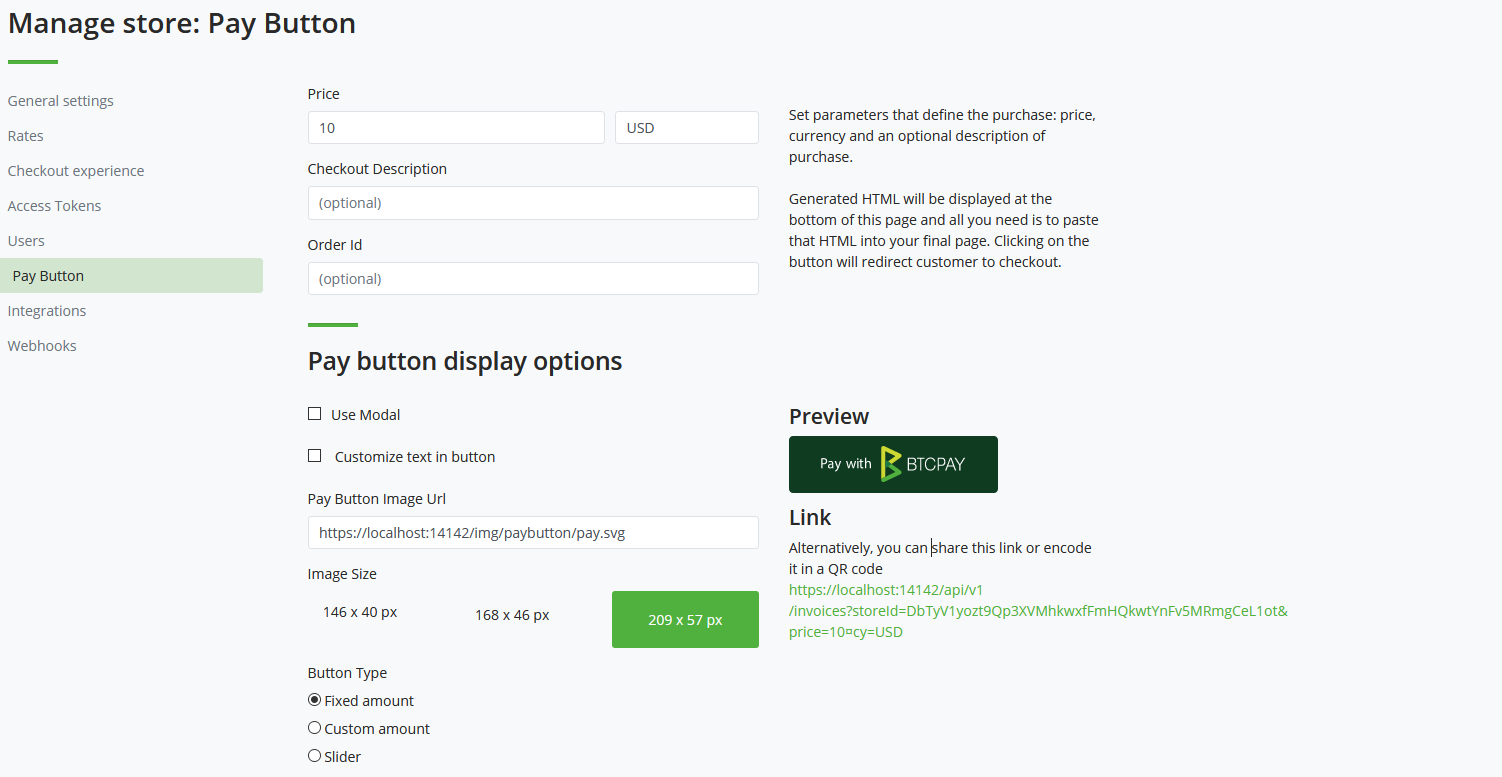 Manage store: Pay Button
General settings
Rates
Checkout experience
Access Tokens
Users
Pay Button
Integrations
Webhooks
Price
10
USD
Checkout Description
(optional)
Order Id
(optional)
Set parameters that define the purchase: price,
currency and an optional description of
purchase.
Generated HTML will be displayed at the
bottom of this page and all you need is to paste
that HTML into your final page. Clicking on the
button will redirect customer to checkout.
Pay button display options
Use Modal
Customize text in button
Pay Button Image Url
https://localhost:14142/img/paybutton/pay.svg
Image Size
146 x 40 px
168 x 46 px
209 x 57 px
Button Type
Fixed amount
Custom amount
Slider
Preview
Pay with BTCPAY
Link
Alternatively, you can share this link or encode
it in a QR code
https://localhost:14142/api/v1
/invoices?storeId=DbTyV1yozt9Qp3XVMhkwxfFmHQkwtYnFv5MRmgCeL1ot&
price=10¤cy=USD